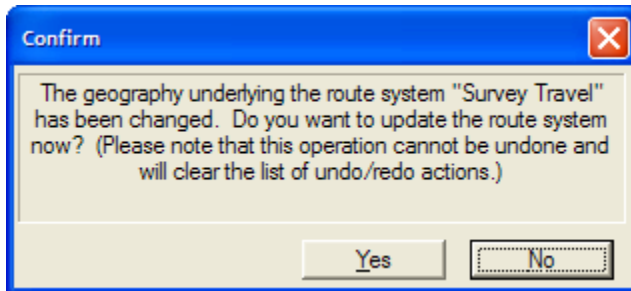 Confirm
The geography underlying the route system "Survey Travel"
has been changed.  Do you want to update the route system
now?  (Please note that this operation cannot be undone and
will clear the list of undo/redo actions.)
Yes
No